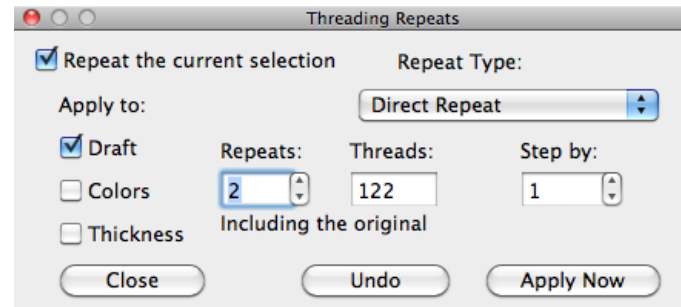 Threading Repeats
Repeat the current selection
Repeat Type:
Apply to:
Direct Repeat
Draft
Repeats:
Threads:
Step by:
Colors
2
122
1
Thickness
Including the original
Close
Undo
Apply Now